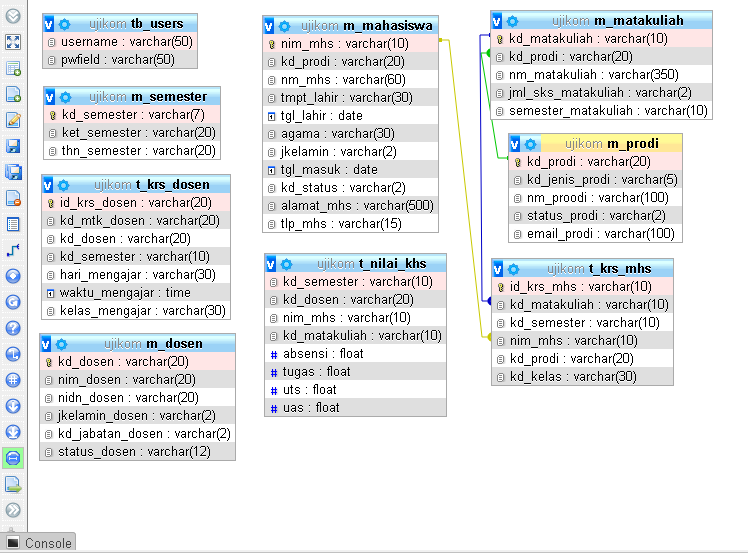 ujikom tb_users
username : varchar(50)
pwfield : varchar(50)
ujikom m_semester
kd_semester : varchar(7)
ket_semester : varchar(20)
thn_semester : varchar(20)
ujikom t_krs_dosen
id_krs_dosen : varchar(20)
kd_mtk_dosen : varchar(20)
kd_dosen : varchar(20)
kd_semester : varchar(10)
hari_mengajar : varchar(30)
waktu_mengajar : time
kelas_mengajar : varchar(30)
ujikom m_dosen
kd_dosen : varchar(20)
nim_dosen : varchar(20)
nidn_dosen : varchar(20)
jkelamin_dosen : varchar(2)
kd_jabatan_dosen : varchar(2)
status_dosen : varchar(12)
ujikom m_mahasiswa
nim_mhs : varchar(10)
kd_prodi : varchar(20)
nm_mhs : varchar(60)
tmpt_lahir : varchar(30)
tgl_lahir : date
agama : varchar(30)
jkelamin : varchar(2)
tgl_masuk : date
kd_status : varchar(2)
alamat_mhs : varchar(500)
tlp_mhs : varchar(15)
ujikom t_nilai_khs
kd_semester : varchar(10)
kd_dosen : varchar(20)
nim_mhs : varchar(10)
kd_matakuliah : varchar(10)
# absensi : float
# tugas : float
# uts : float
# uas : float
ujikom m_matakuliah
kd_matakuliah : varchar(10)
kd_prodi : varchar(20)
nm_matakuliah : varchar(350)
jml_sks_matakuliah : varchar(2)
semester_matakuliah : varchar(10)
ujikom m_prodi
kd_prodi : varchar(20)
kd_jenis_prodi : varchar(5)
nm_proodi : varchar(100)
status_prodi : varchar(2)
email_prodi : varchar(100)
ujikom t_krs_mhs
id_krs_mhs : varchar(10)
kd_matakuliah : varchar(10)
kd_semester : varchar(10)
nim_mhs : varchar(10)
kd_prodi : varchar(20)
kd_kelas : varchar(30)
Console